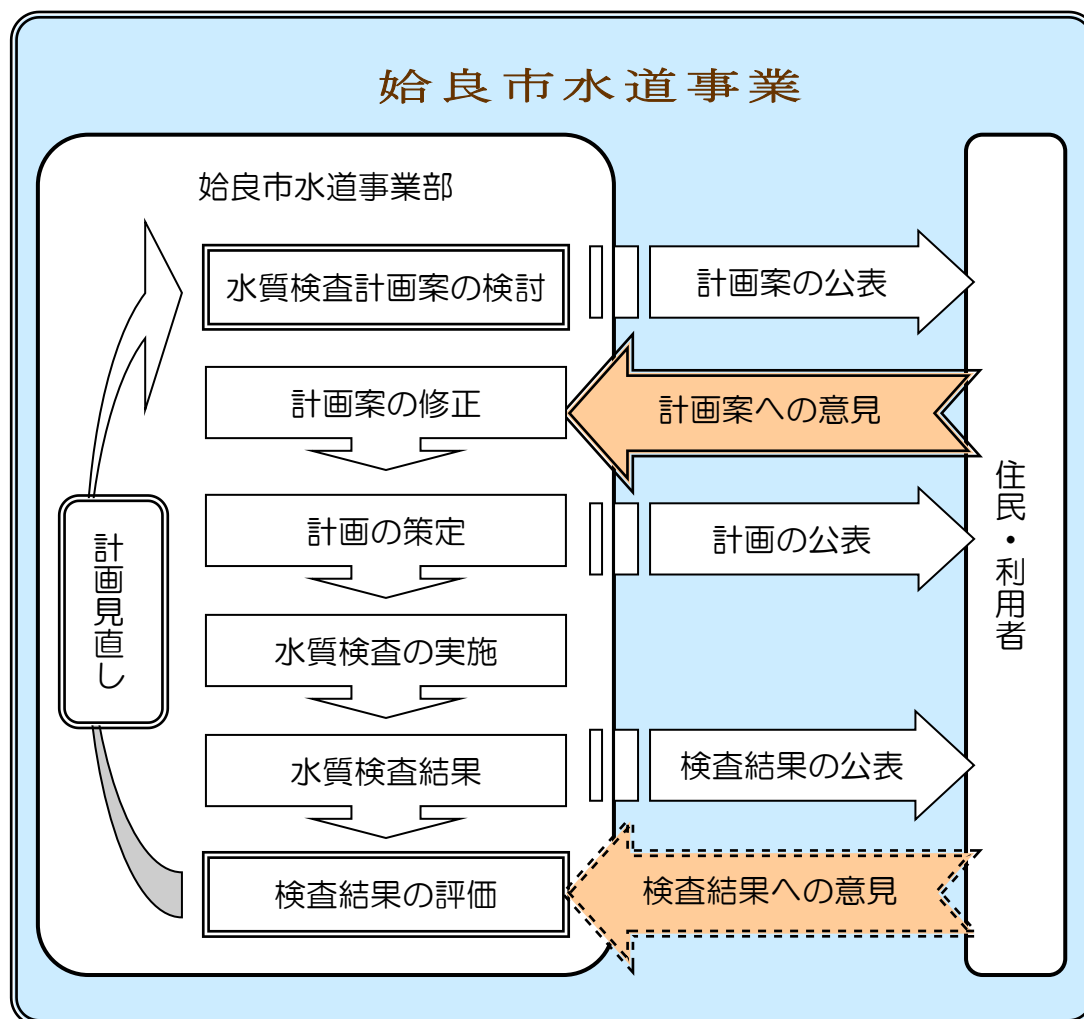 姶良市水道事業
姶良市水道事業部
水質検査計画案の検討
計画案の公表
計画案の修正
計画案への意見
計画の策定
計画の公表
水質検査の実施
水質検査結果
検査結果の公表
検査結果の評価
検査結果への意見
計画見直し
住民・利用者